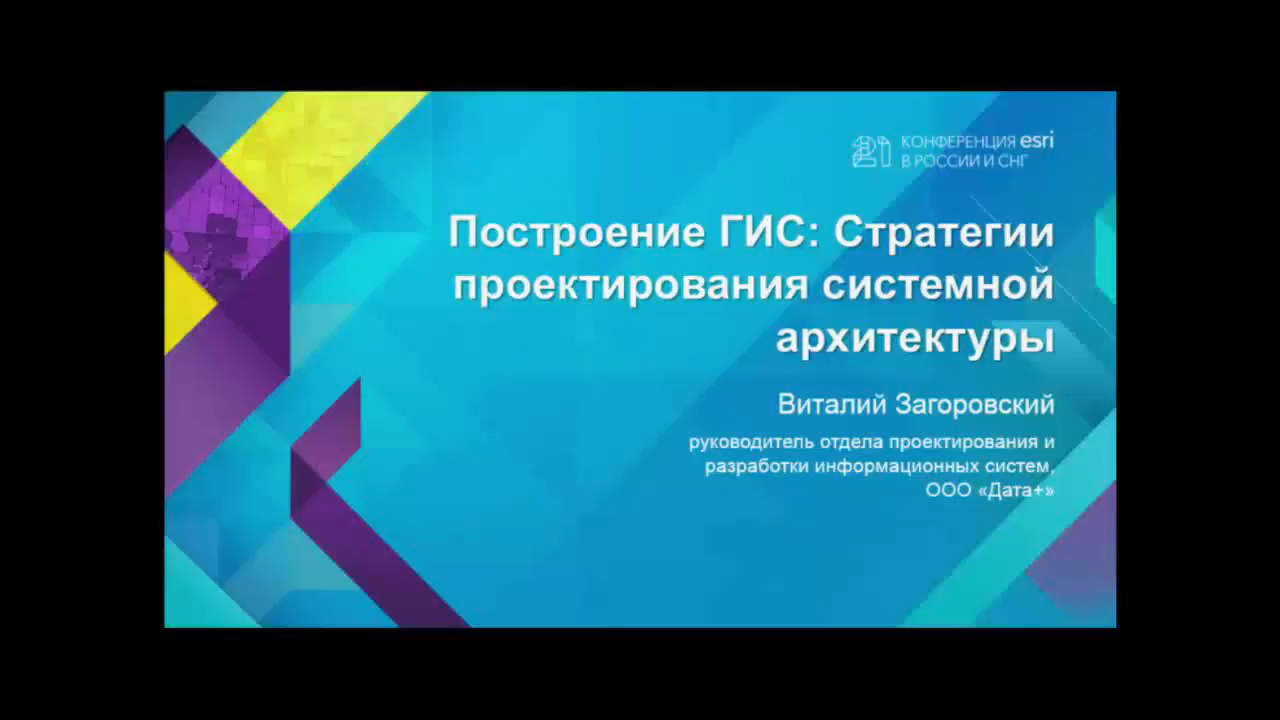 21 КОНФЕРЕНЦИЯ esri
В РОССИИ И СНГ
Построение ГИС: Стратегии
проектирования системной
архитектуры
Виталий Загоровский
руководитель отдела проектирования и
разработки информационных систем,
ООО «Дата+»